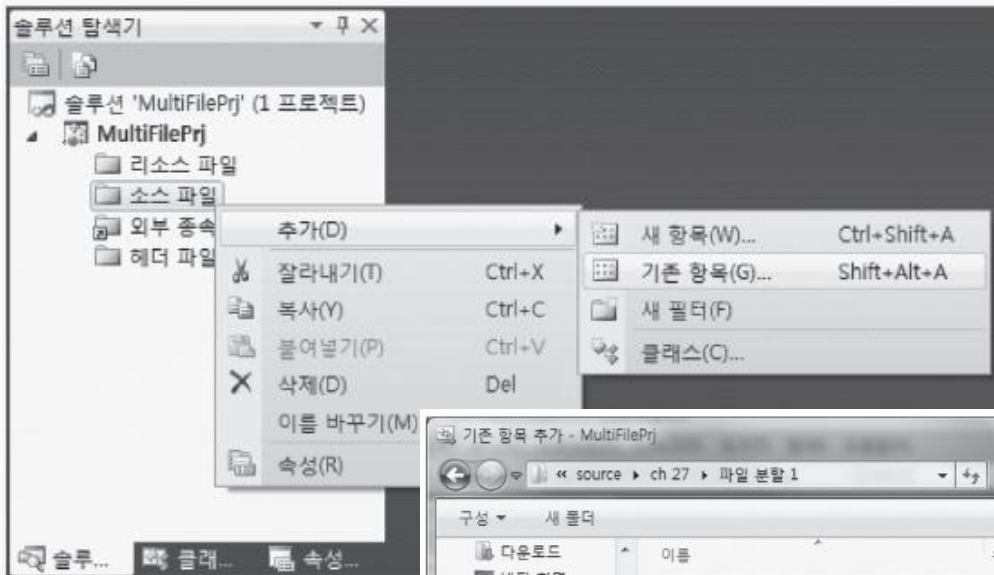 솔루션 탐색기
솔루션 'MultiFilePrj' (1 프로젝트)
MultiFilePrj
리소스 파일
소스 파일
외부 종속
헤더 파일
추가(D)
잘라내기(T) Ctrl+X
복사(Y) Ctrl+C
붙여넣기(P) Ctrl+V
삭제(D) Del
이름 바꾸기(M)
속성(R)
새 항목(W)... Ctrl+Shift+A
기존 항목(G)... Shift+Alt+A
새 필터(F)
클래스(C)...
솔루... 클래... 속성...
기존 항목 추가 - MultiFilePrj
« source ▸ ch 27 ▸ 파일 분할 1
구성 새 폴더
다운로드 이름